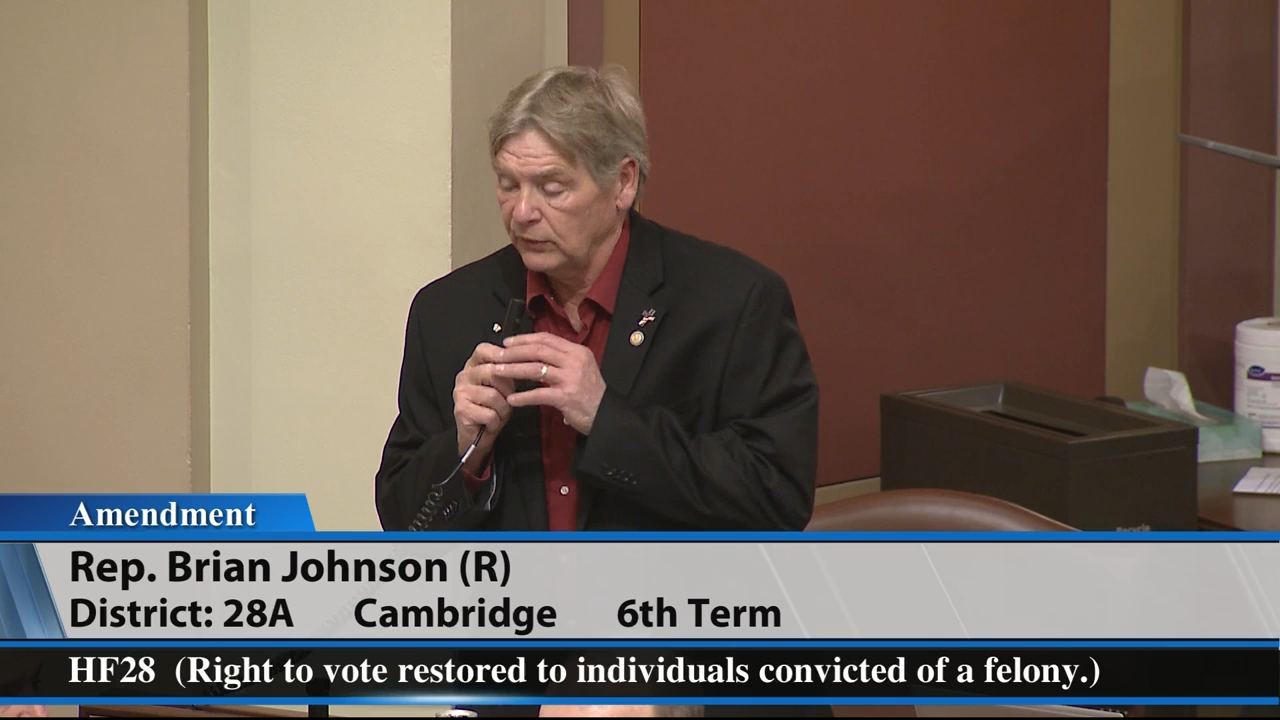 Amendment
Rep. Brian Johnson (R)
District: 28A Cambridge 6th Term
HF28 (Right to vote restored to individuals convicted of a felony.)
Recycle